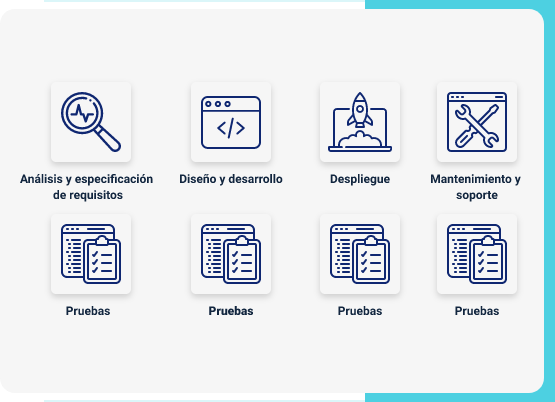 Análisis y especificación
de requisitos
Diseño y desarrollo
Despliegue
Mantenimiento y
soporte
Pruebas
Pruebas
Pruebas
Pruebas